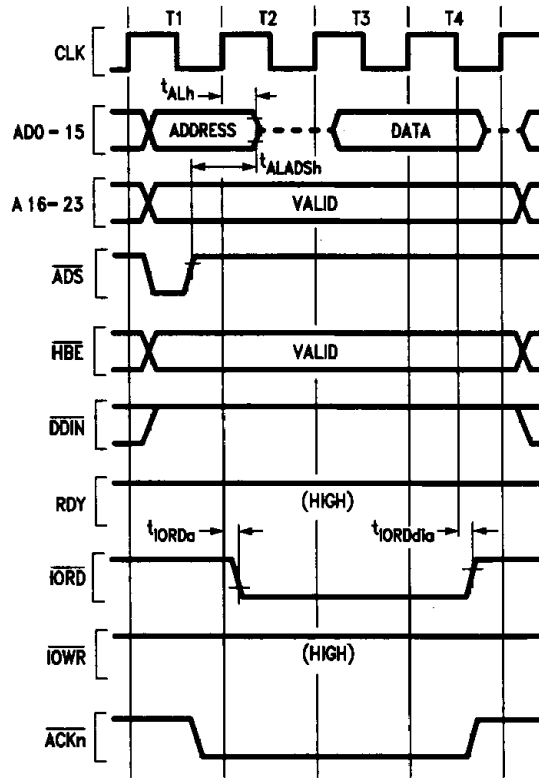 T1 T2 T3 T4
CLK
tALh
AD0-15 ADDRESS DATA
tALADSh
A16-23 VALID
ADS
HBE VALID
DDIN
RDY (HIGH)
tIORDa tIORDdia
IORD
IOWR (HIGH)
ACKn